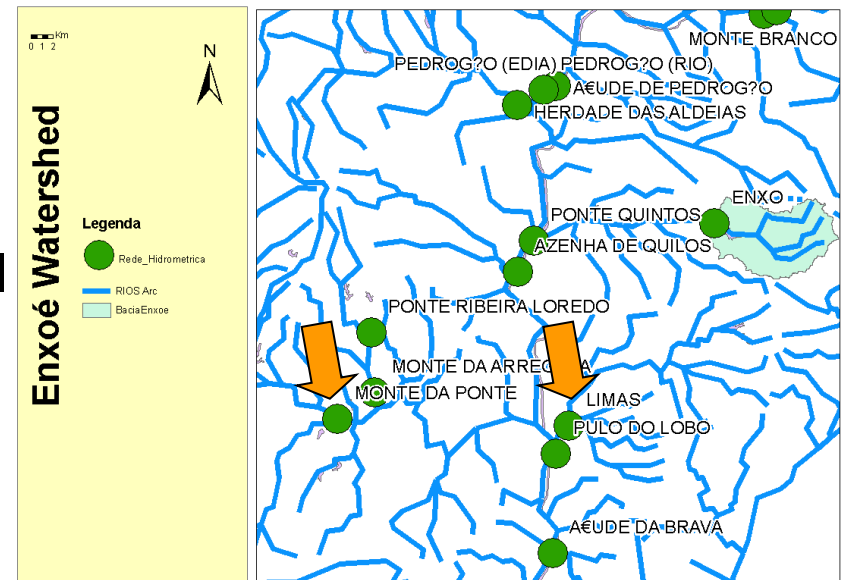 Km
0 1 2
N
Enxoé Watershed
Legenda
Rede_Hidrometrica
RIOS Arc
BaciaEnxoe
MONTE BRANCO
PEDROG?O (EDIA) PEDROG?O (RIO)
A€UDE DE PEDROG?O
HERDADE DAS ALDEIAS
ENXO
PONTE QUINTOS
AZENHA DE QUILOS
PONTE RIBEIRA LOREDO
MONTE DA
MONTE DA PONTE
LIMAS
PULO DO LOBO
A€UDE DA BRAVA